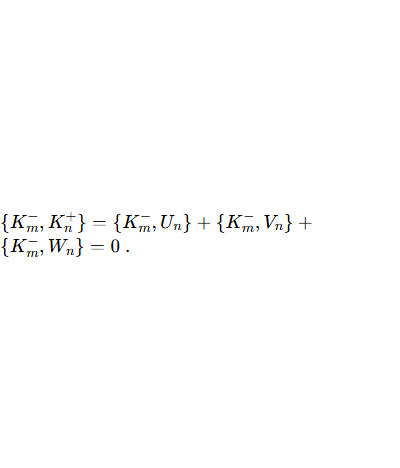 \{K_m^-, K_n^+\} = \{K_m^-, U_n\} + \{K_m^-, V_n\} +
\{K_m^-, W_n\} = 0 .